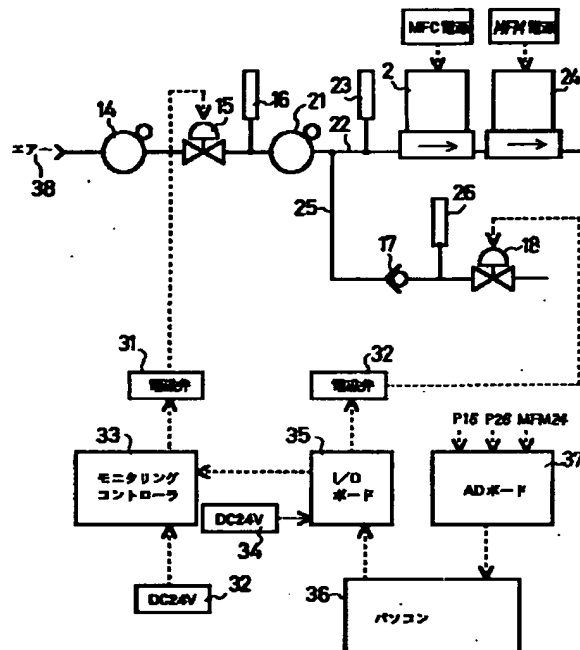 MFC電源
MFM電源
14
15
16
21
23
2
24
エアー
38
22
25
26
17
18
31
電磁弁
32
電磁弁
33
モニタリング
コントローラ
35
I/O
ボード
P16 P26 MFM24
37
ADボード
DC24V
34
DC24V
32
36
パソコン